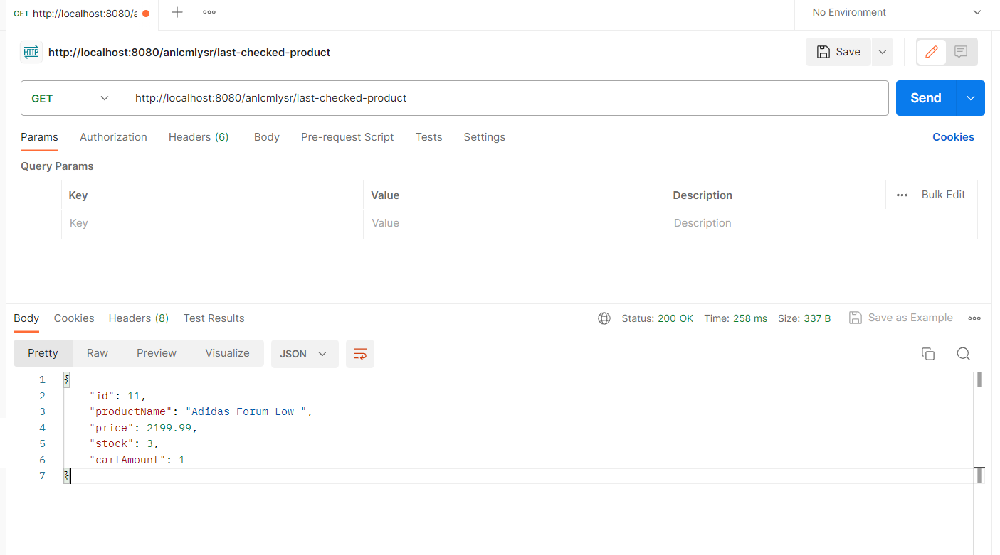 GET http://localhost:8080/a
No Environment
HTTP http://localhost:8080/anlcmlysr/last-checked-product
Save
GET http://localhost:8080/anlcmlysr/last-checked-product Send
Params Authorization Headers (6) Body Pre-request Script Tests Settings Cookies
Query Params
Key Value Description Bulk Edit
Key Value Description
Body Cookies Headers (8) Test Results Status: 200 OK Time: 258 ms Size: 337 B Save as Example
Pretty Raw Preview Visualize JSON
1 {
2 "id": 11,
3 "productName": "Adidas Forum Low ",
4 "price": 2199.99,
5 "stock": 3,
6 "cartAmount": 1
7 }